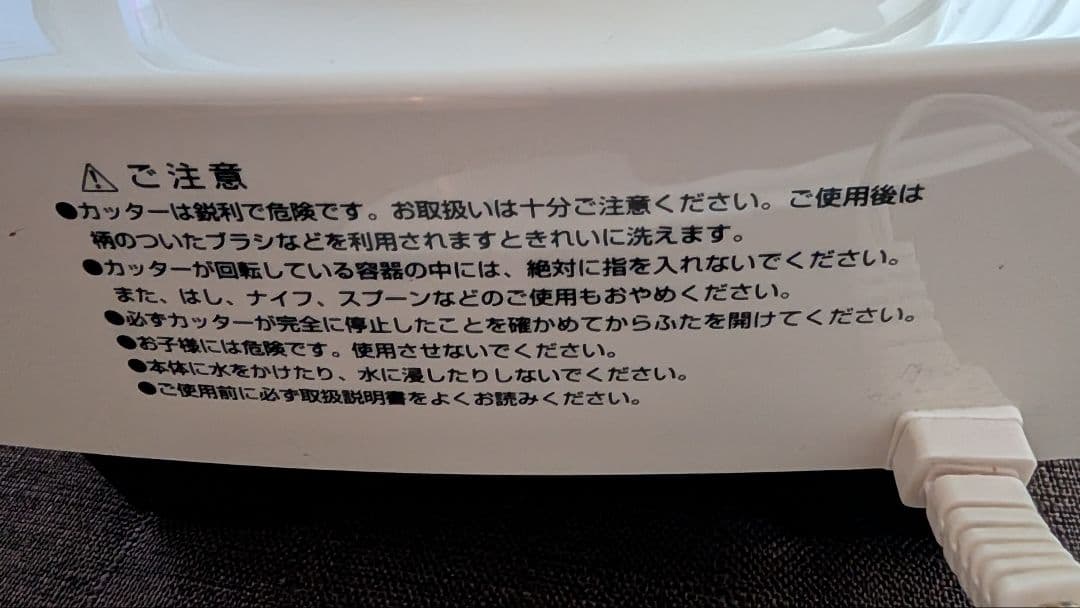 ⚠ご注意
●カッターは鋭利で危険です。お取扱いは十分ご注意ください。ご使用後は
柄のついたブラシなどを利用されますときれいに洗えます。
●カッターが回転している容器の中には、絶対に指を入れないでください。
また、はし、ナイフ、スプーンなどのご使用もおやめください。
●必ずカッターが完全に停止したことを確かめてからふたを開けてください。
●お子様には危険です。使用させないでください。
●本体に水をかけたり、水に浸したりしないでください。
●ご使用前に必ず取扱説明書をよくお読みください。